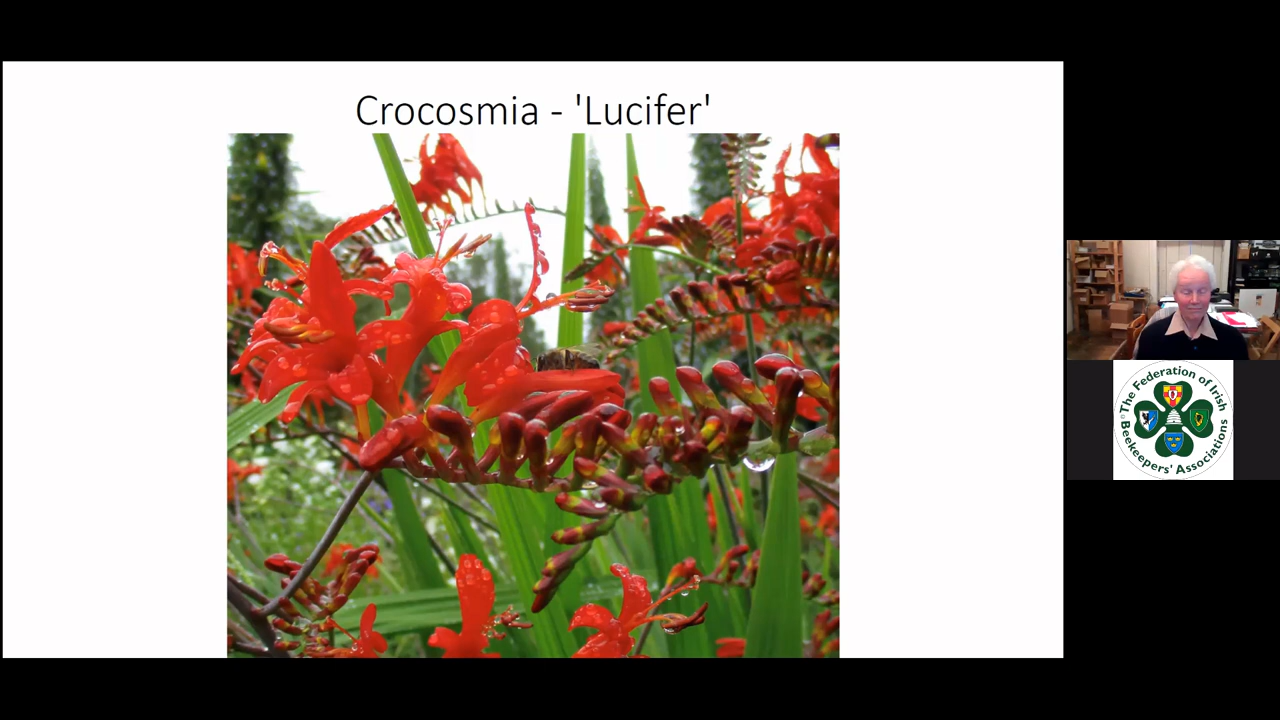 Crocosmia - 'Lucifer'
The Federation of Irish
Beekeepers' Associations